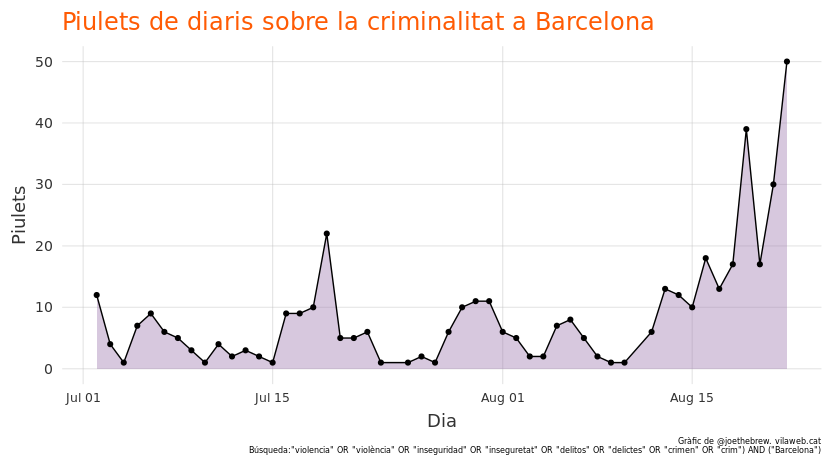 Piulets de diaris sobre la criminalitat a Barcelona
50
40
30
20
10
0
Piulets
Jul 01
Jul 15
Aug 01
Aug 15
Dia
Gràfic de @joethebrew. vilaweb.cat
Búsqueda:"violencia" OR "violència" OR "inseguridad" OR "inseguretat" OR "delitos" OR "delictes" OR "crimen" OR "crim") AND ("Barcelona")